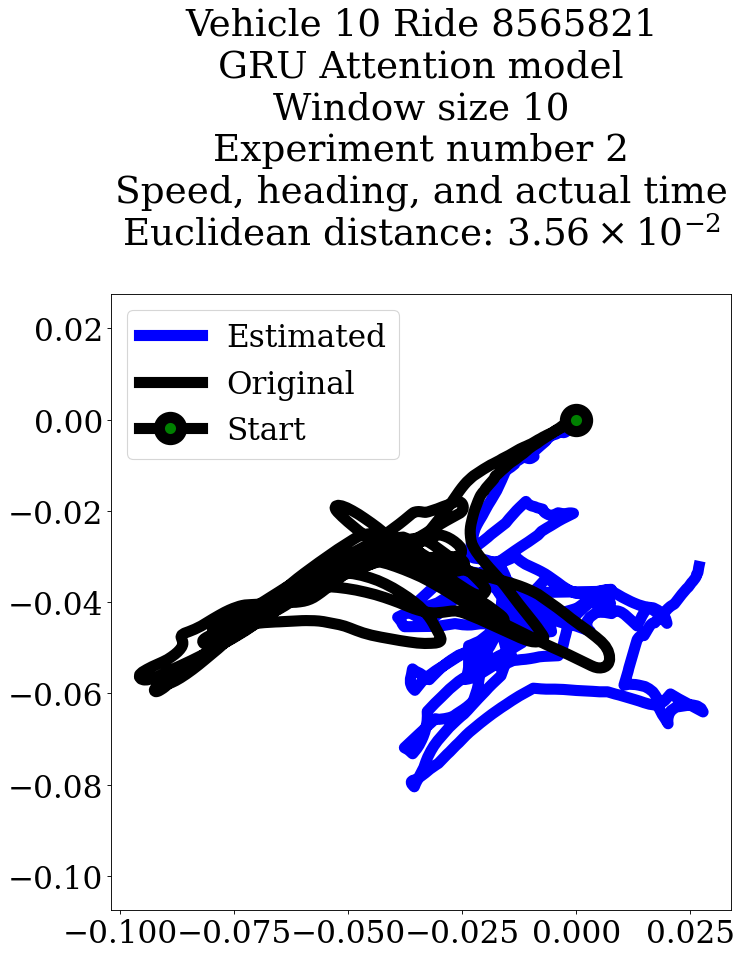 Vehicle 10 Ride 8565821
GRU Attention model
Window size 10
Experiment number 2
Speed, heading, and actual time
Euclidean distance: 3.56 × 10⁻²
Estimated
Original
Start
0.02
0.00
−0.02
−0.04
−0.06
−0.08
−0.10
−0.100 −0.075 −0.050 −0.025 0.000 0.025